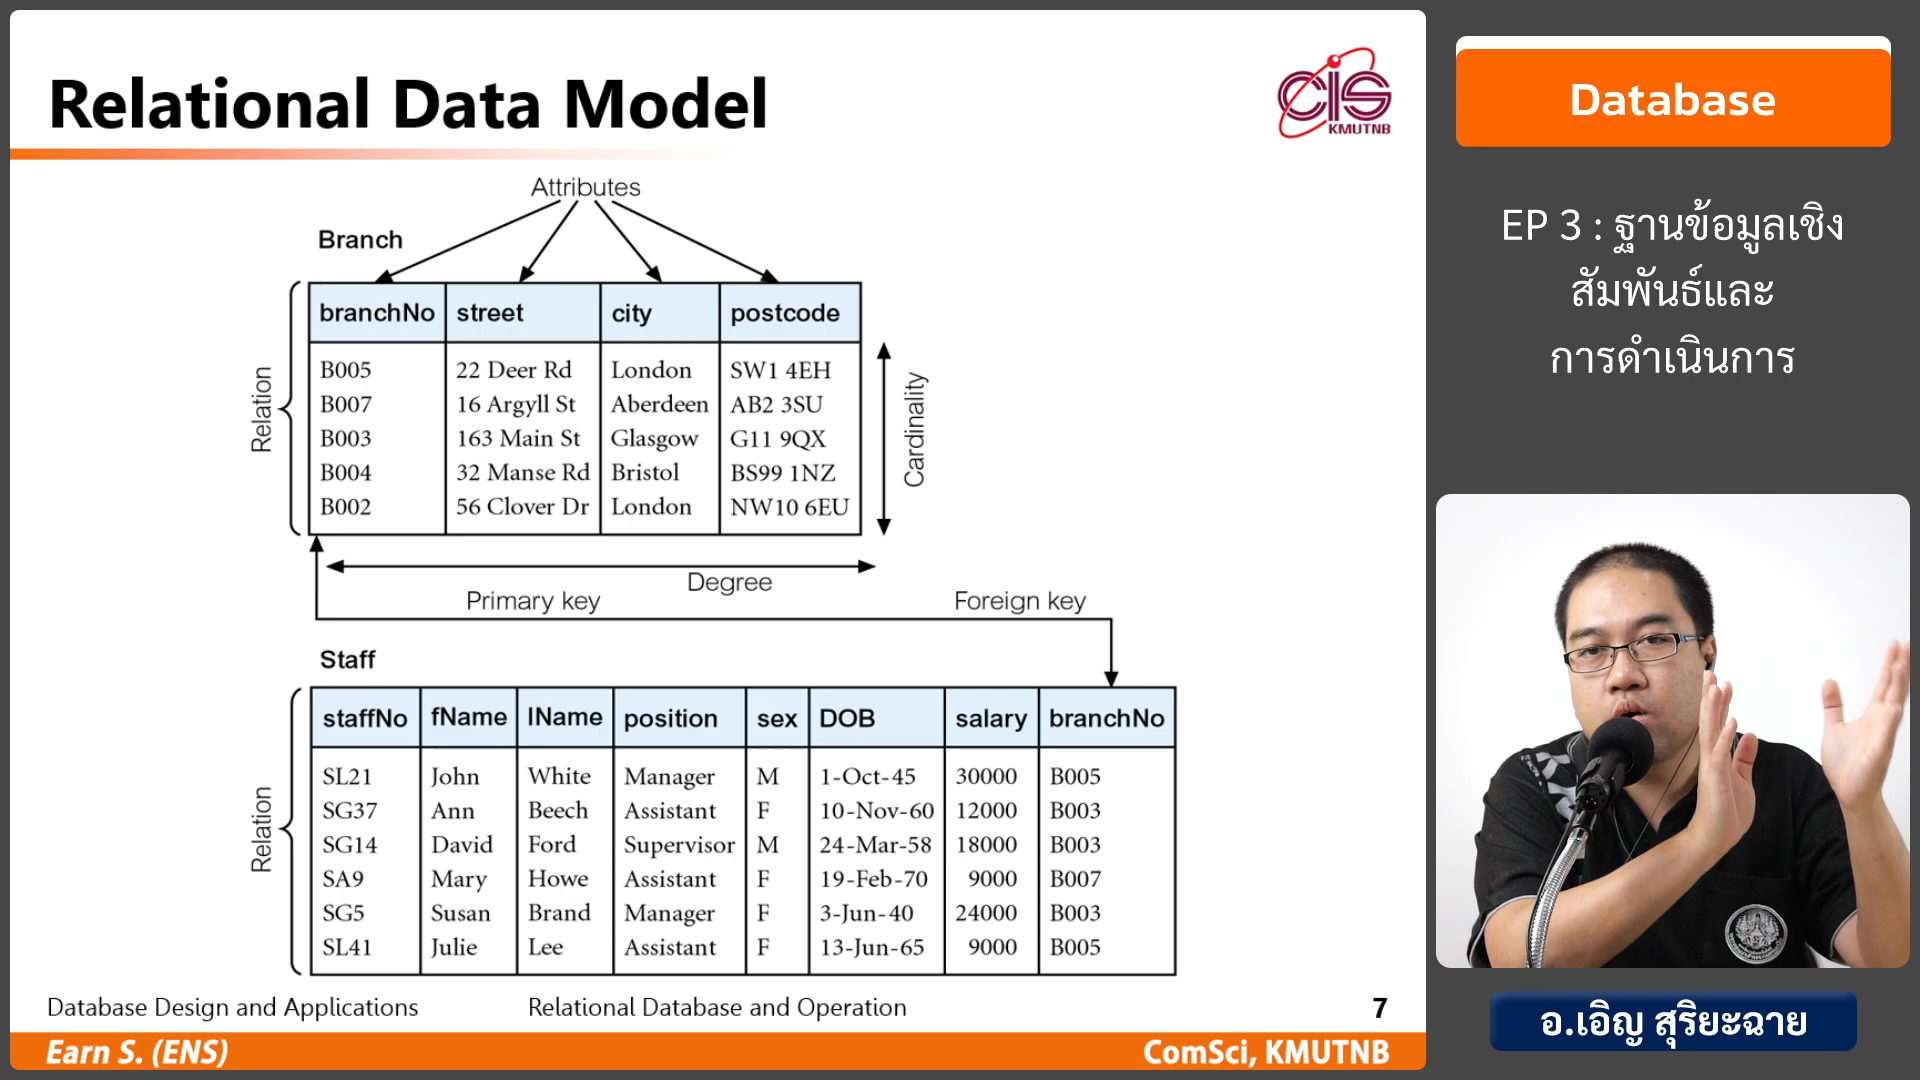 Relational Data Model
CIS
KMUTNB
Database
EP 3 : ฐานข้อมูลเชิง
สัมพันธ์และ
การดำเนินการ
Attributes
Branch
branchNo street city postcode
B005 22 Deer Rd London SW1 4EH
B007 16 Argyll St Aberdeen AB2 3SU
B003 163 Main St Glasgow G11 9QX
B004 32 Manse Rd Bristol BS99 1NZ
B002 56 Clover Dr London NW10 6EU
Relation
Cardinality
Degree
Primary key
Foreign key
Staff
staffNo fName lName position sex DOB salary branchNo
SL21 John White Manager M 1-Oct-45 30000 B005
SG37 Ann Beech Assistant F 10-Nov-60 12000 B003
SG14 David Ford Supervisor M 24-Mar-58 18000 B003
SA9 Mary Howe Assistant F 19-Feb-70 9000 B007
SG5 Susan Brand Manager F 3-Jun-40 24000 B003
SL41 Julie Lee Assistant F 13-Jun-65 9000 B005
Relation
Database Design and Applications
Relational Database and Operation
7
Earn S. (ENS)
ComSci, KMUTNB
อ.เอิญ สุริยะฉาย